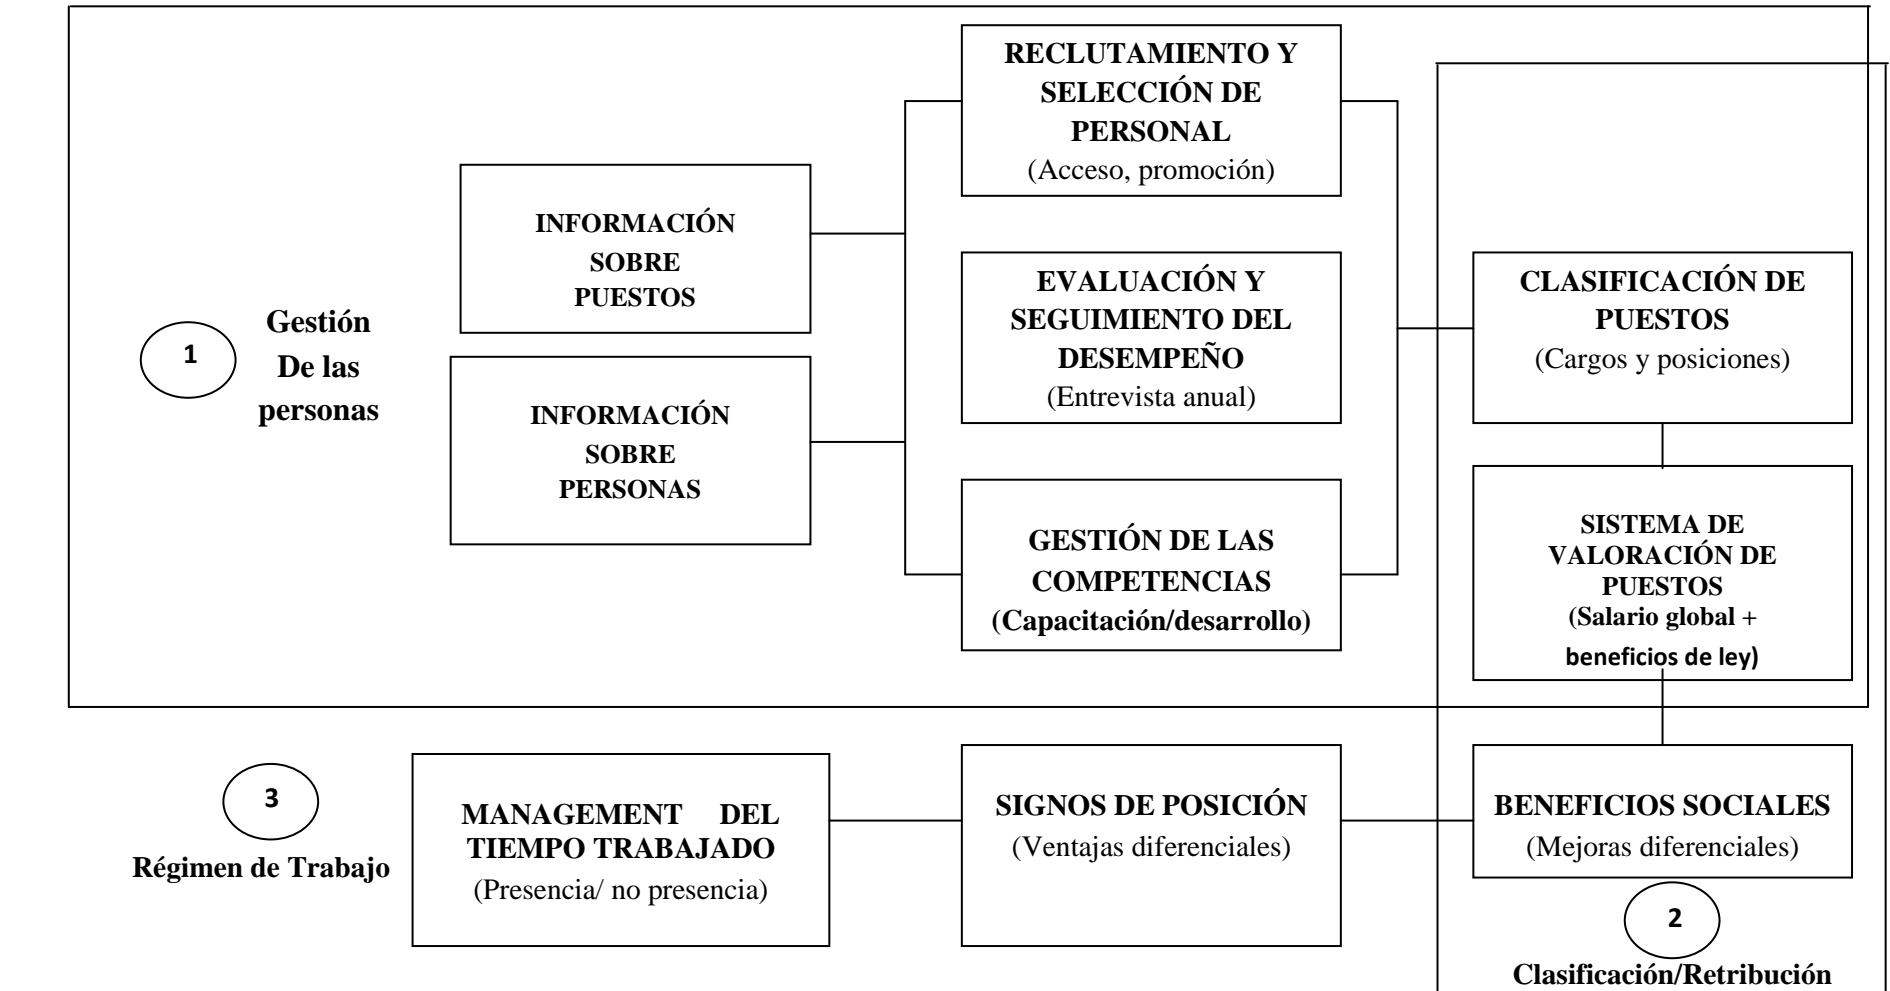 RECLUTAMIENTO Y
SELECCIÓN DE
PERSONAL
(Acceso, promoción)
INFORMACIÓN
SOBRE
PUESTOS
EVALUACIÓN Y
SEGUIMIENTO DEL
DESEMPEÑO
(Entrevista anual)
CLASIFICACIÓN DE
PUESTOS
(Cargos y posiciones)
1
Gestión
De las
personas
INFORMACIÓN
SOBRE
PERSONAS
GESTIÓN DE LAS
COMPETENCIAS
(Capacitación/desarrollo)
SISTEMA DE
VALORACIÓN DE
PUESTOS
(Salario global +
beneficios de ley)
3
Régimen de Trabajo
MANAGEMENT DEL
TIEMPO TRABAJADO
(Presencia/ no presencia)
SIGNOS DE POSICIÓN
(Ventajas diferenciales)
BENEFICIOS SOCIALES
(Mejoras diferenciales)
2
Clasificación/Retribución